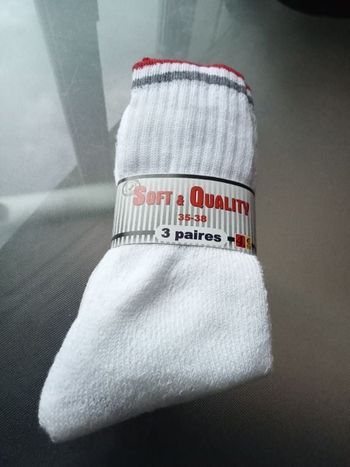 SOFT & QUALITY
35-38
3 paires